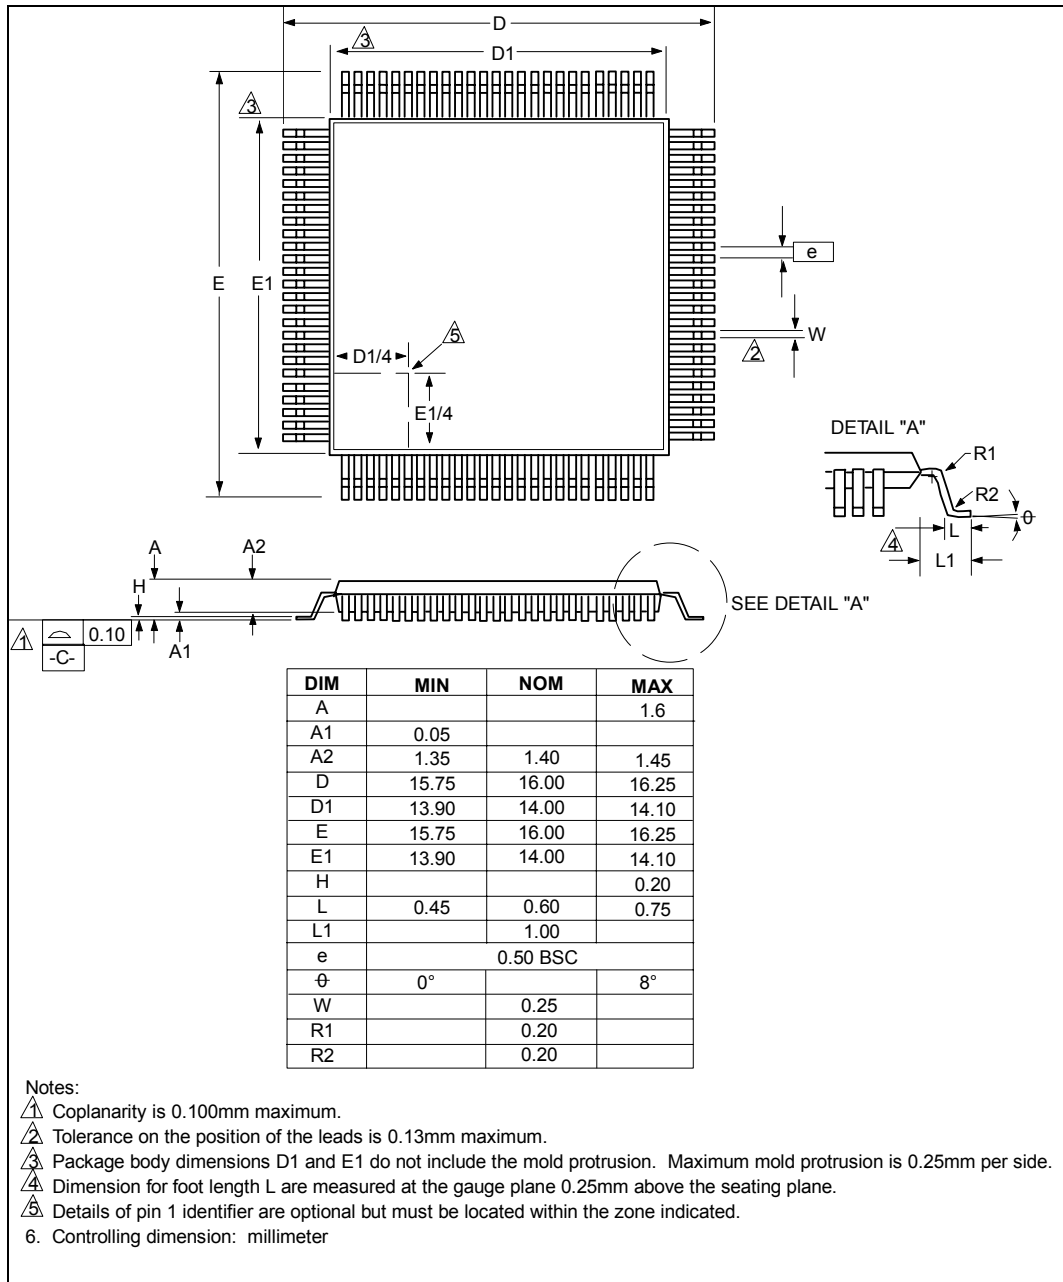 D
3
D1
3
E
E1
e
W
2
5
D1/4
E1/4
DETAIL "A"
R1
R2
θ
L
4
L1
A
A2
H
SEE DETAIL "A"
1
0.10
-C-
A1
DIM MIN NOM MAX
A 1.6
A1 0.05
A2 1.35 1.40 1.45
D 15.75 16.00 16.25
D1 13.90 14.00 14.10
E 15.75 16.00 16.25
E1 13.90 14.00 14.10
H 0.20
L 0.45 0.60 0.75
L1 1.00
e 0.50 BSC
θ 0° 8°
W 0.25
R1 0.20
R2 0.20
Notes:
1 Coplanarity is 0.100mm maximum.
2 Tolerance on the position of the leads is 0.13mm maximum.
3 Package body dimensions D1 and E1 do not include the mold protrusion. Maximum mold protrusion is 0.25mm per side.
4 Dimension for foot length L are measured at the gauge plane 0.25mm above the seating plane.
5 Details of pin 1 identifier are optional but must be located within the zone indicated.
6. Controlling dimension: millimeter